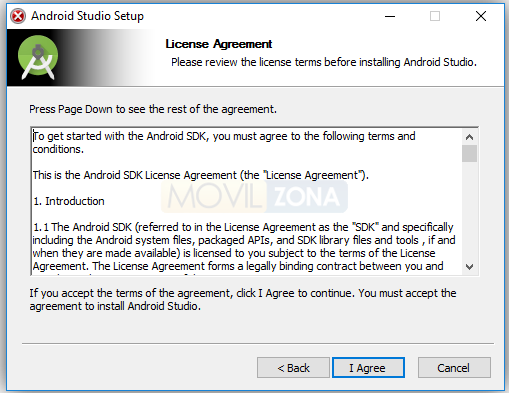 Android Studio Setup
License Agreement
Please review the license terms before installing Android Studio.
Press Page Down to see the rest of the agreement.
To get started with the Android SDK, you must agree to the following terms and
conditions.
This is the Android SDK License Agreement (the "License Agreement").
MOVILZONA
1. Introduction
1.1 The Android SDK (referred to in the License Agreement as the "SDK" and specifically
including the Android system files, packaged APIs, and SDK library files and tools , if and
when they are made available) is licensed to you subject to the terms of the License
Agreement. The License Agreement forms a legally binding contract between you and
If you accept the terms of the agreement, click I Agree to continue. You must accept the
agreement to install Android Studio.
< Back
I Agree
Cancel